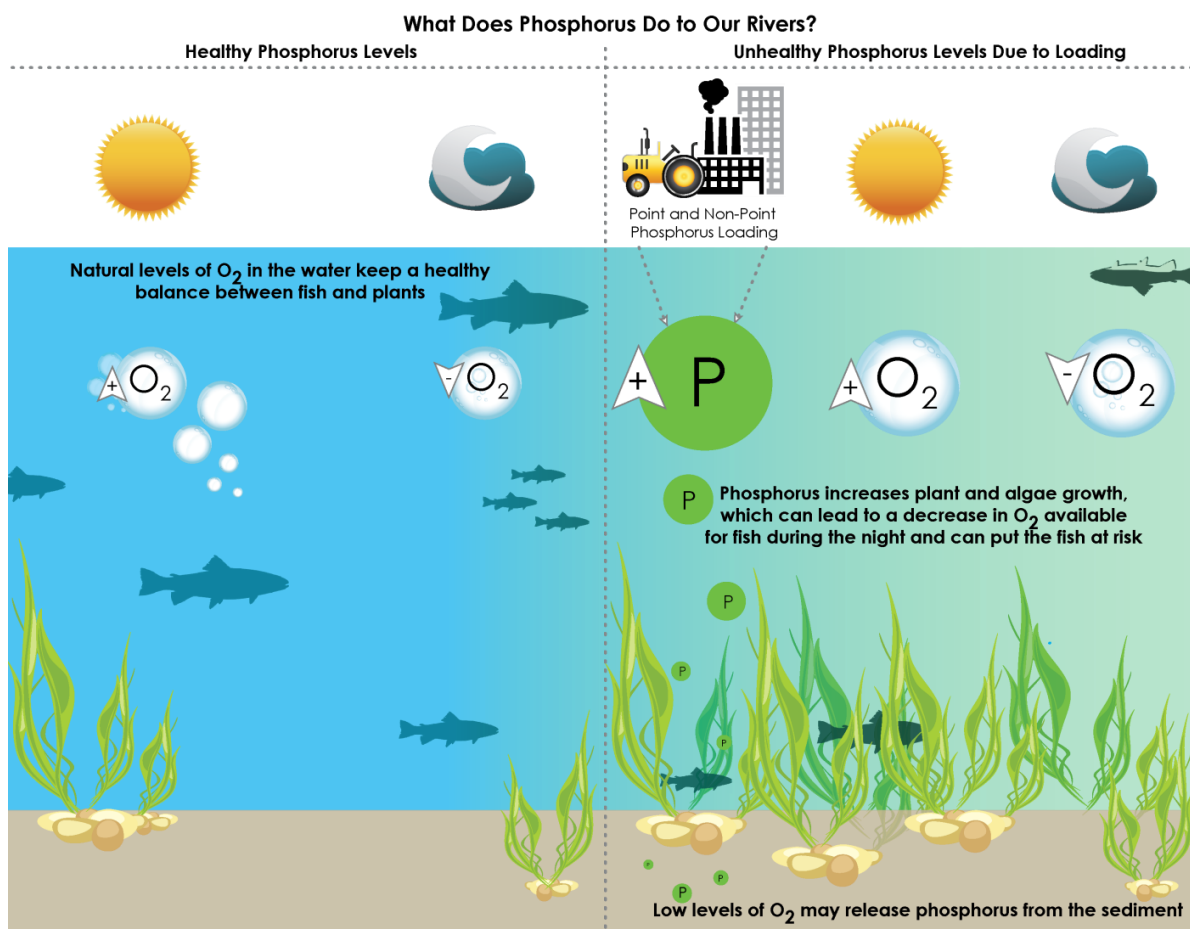 What Does Phosphorus Do to Our Rivers?
Healthy Phosphorus Levels
Unhealthy Phosphorus Levels Due to Loading
Point and Non-Point
Phosphorus Loading
Natural levels of O2 in the water keep a healthy
balance between fish and plants
+ O2
- O2
+ P
+ O2
- O2
P
Phosphorus increases plant and algae growth,
which can lead to a decrease in O2 available
for fish during the night and can put the fish at risk
P
P
P
P
P
P
Low levels of O2 may release phosphorus from the sediment